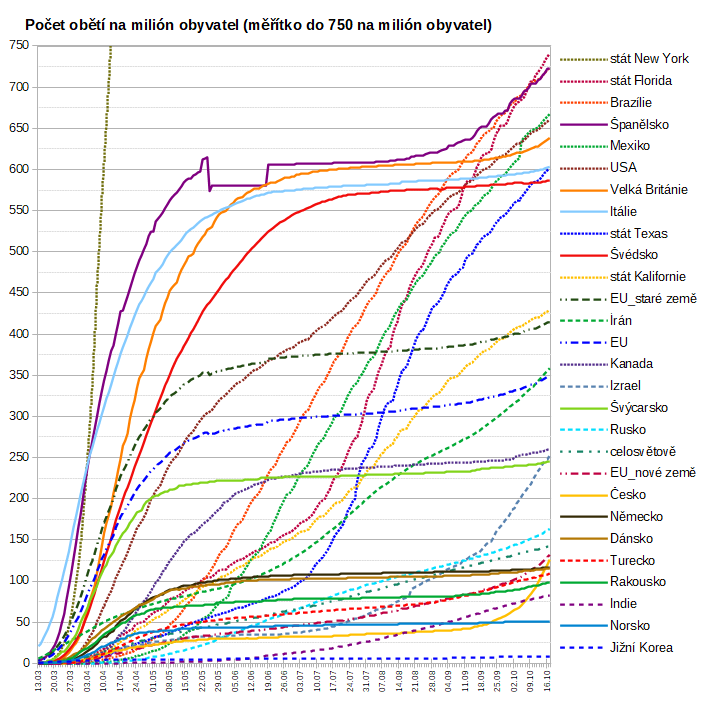 Počet obětí na milión obyvatel (měřítko do 750 na milión obyvatel)
750
700
650
600
550
500
450
400
350
300
250
200
150
100
50
0
13.03
20.03
27.03
03.04
10.04
17.04
24.04
01.05
08.05
15.05
22.05
29.05
05.06
12.06
19.06
26.06
03.07
10.07
17.07
24.07
31.07
07.08
14.08
21.08
28.08
04.09
11.09
18.09
25.09
02.10
09.10
16.10
stát New York
stát Florida
Brazílie
Španělsko
Mexiko
USA
Velká Británie
Itálie
stát Texas
Švédsko
stát Kalifornie
EU_staré země
Írán
EU
Kanada
Izrael
Švýcarsko
Rusko
celosvětově
EU_nové země
Česko
Německo
Dánsko
Turecko
Rakousko
Indie
Norsko
Jižní Korea